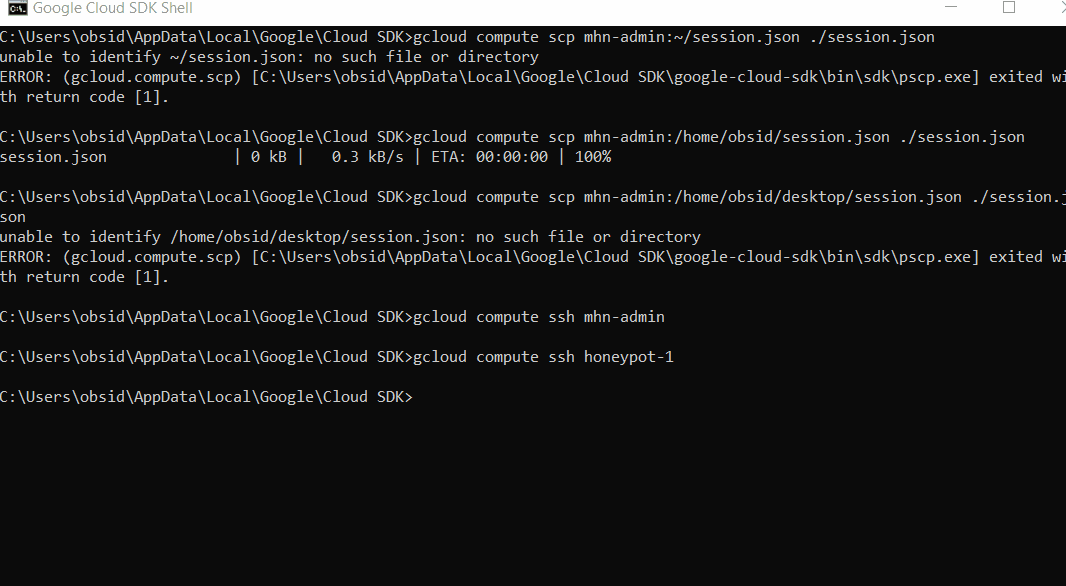 Google Cloud SDK Shell
C:\Users\obsid\AppData\Local\Google\Cloud SDK>gcloud compute scp mhn-admin:~/session.json ./session.json
unable to identify ~/session.json: no such file or directory
ERROR: (gcloud.compute.scp) [C:\Users\obsid\AppData\Local\Google\Cloud SDK\google-cloud-sdk\bin\sdk\pscp.exe] exited wi
th return code [1].
C:\Users\obsid\AppData\Local\Google\Cloud SDK>gcloud compute scp mhn-admin:/home/obsid/session.json ./session.json
session.json | 0 kB | 0.3 kB/s | ETA: 00:00:00 | 100%
C:\Users\obsid\AppData\Local\Google\Cloud SDK>gcloud compute scp mhn-admin:/home/obsid/desktop/session.json ./session.j
son
unable to identify /home/obsid/desktop/session.json: no such file or directory
ERROR: (gcloud.compute.scp) [C:\Users\obsid\AppData\Local\Google\Cloud SDK\google-cloud-sdk\bin\sdk\pscp.exe] exited wi
th return code [1].
C:\Users\obsid\AppData\Local\Google\Cloud SDK>gcloud compute ssh mhn-admin
C:\Users\obsid\AppData\Local\Google\Cloud SDK>gcloud compute ssh honeypot-1
C:\Users\obsid\AppData\Local\Google\Cloud SDK>